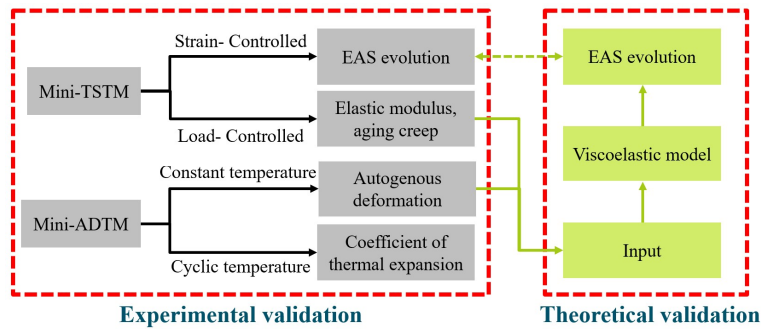 Strain- Controlled
EAS evolution
EAS evolution
Mini-TSTM
Elastic modulus,
aging creep
Load- Controlled
Viscoelastic model
Constant temperature
Autogenous
deformation
Mini-ADTM
Coefficient of
thermal expansion
Cyclic temperature
Input
Experimental validation
Theoretical validation